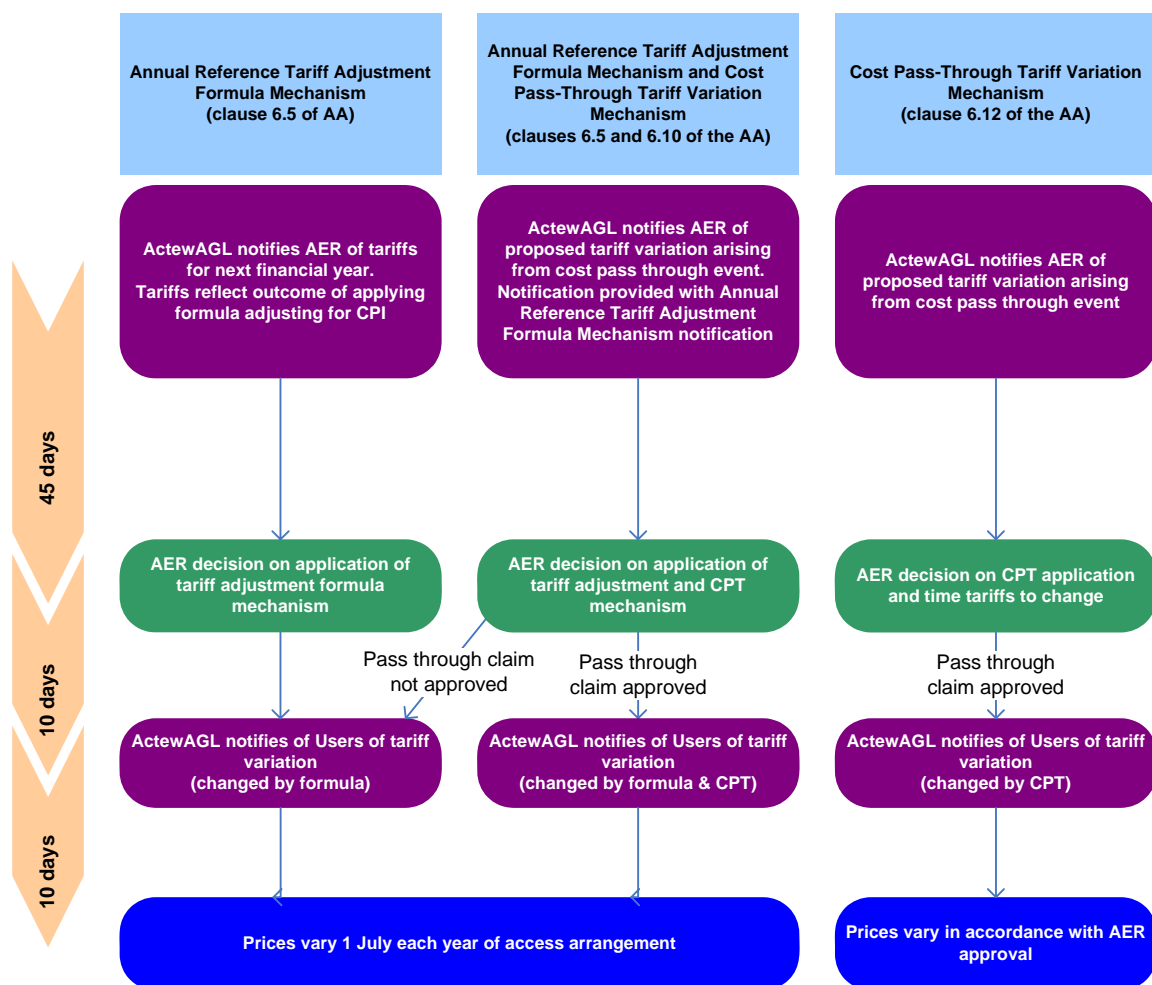 Annual Reference Tariff Adjustment
Formula Mechanism
(clause 6.5 of AA)
Annual Reference Tariff Adjustment
Formula Mechanism and Cost
Pass-Through Tariff Variation
Mechanism
(clauses 6.5 and 6.10 of the AA)
Cost Pass-Through Tariff Variation
Mechanism
(clause 6.12 of the AA)
ActewAGL notifies AER of tariffs
for next financial year.
Tariffs reflect outcome of applying
formula adjusting for CPI
ActewAGL notifies AER of
proposed tariff variation arising
from cost pass through event.
Notification provided with Annual
Reference Tariff Adjustment
Formula Mechanism notification
ActewAGL notifies AER of
proposed tariff variation arising
from cost pass through event
45 days
AER decision on application of
tariff adjustment formula
mechanism
AER decision on application of
tariff adjustment and CPT
mechanism
AER decision on CPT application
and time tariffs to change
10 days
Pass through claim
not approved
Pass through
claim approved
Pass through
claim approved
ActewAGL notifies of Users of tariff
variation
(changed by formula)
ActewAGL notifies of Users of tariff
variation
(changed by formula & CPT)
ActewAGL notifies of Users of tariff
variation
(changed by CPT)
10 days
Prices vary 1 July each year of access arrangement
Prices vary in accordance with AER
approval